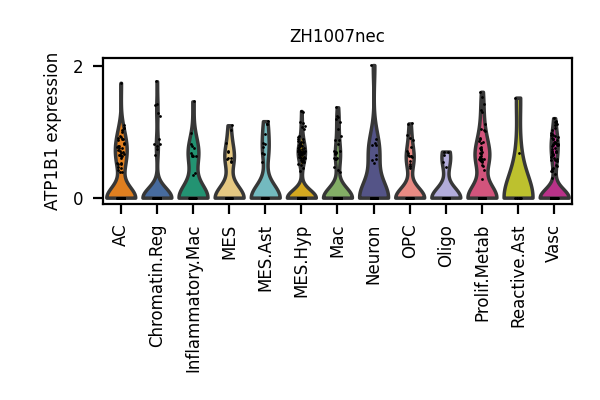 ZH1007nec
ATP1B1 expression
2
0
AC
Chromatin.Reg
Inflammatory.Mac
MES
MES.Ast
MES.Hyp
Mac
Neuron
OPC
Oligo
Prolif.Metab
Reactive.Ast
Vasc